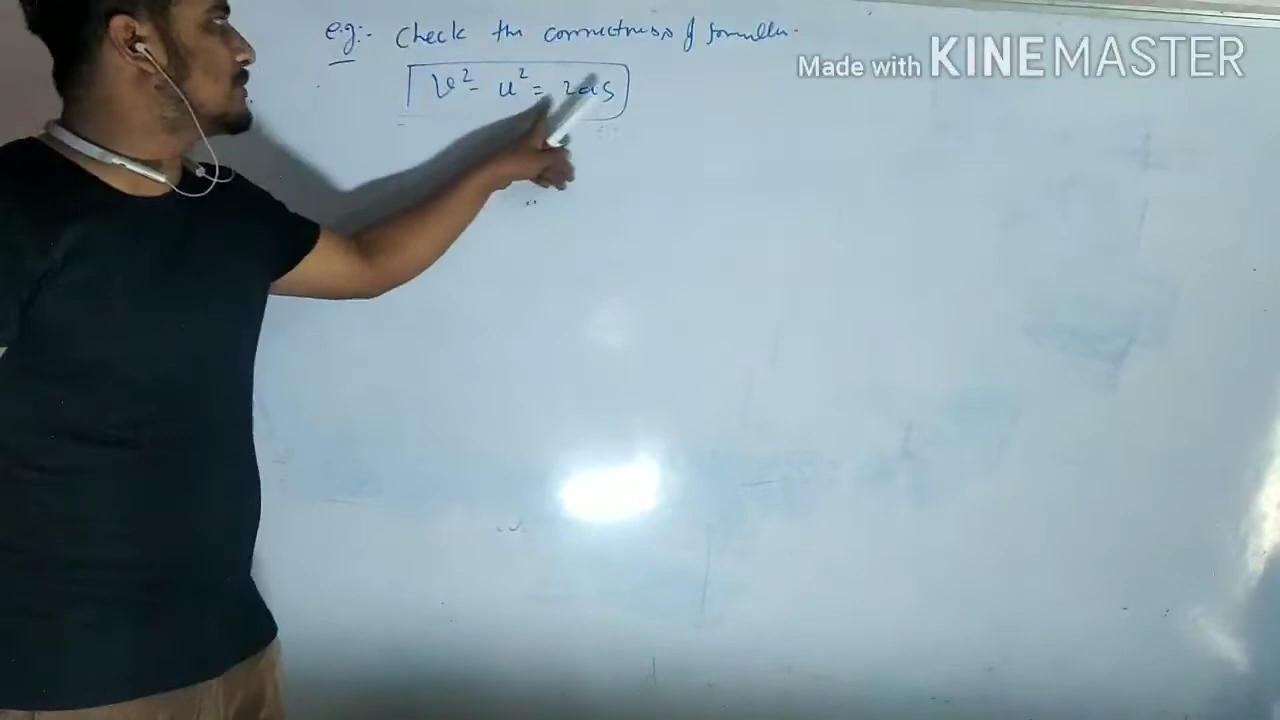 e.g:- Check the correctness of formula.
v² - u² = 2as
Made with KINEMASTER